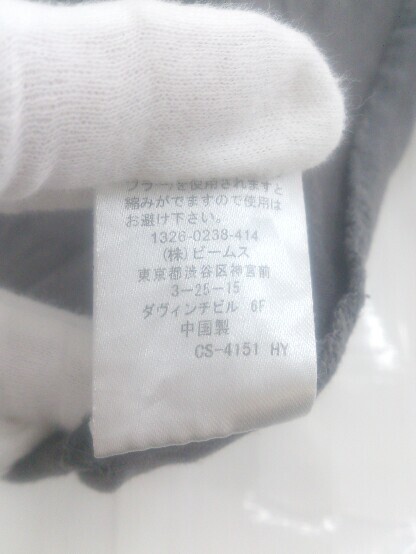 を使用されますと
縮みがでますので使用は
お避け下さい。
1326-0238-414
(株)ビームス
東京都渋谷区神宮前
3-25-15
ダヴィンチビル 6F
中国製
CS-4151 HY